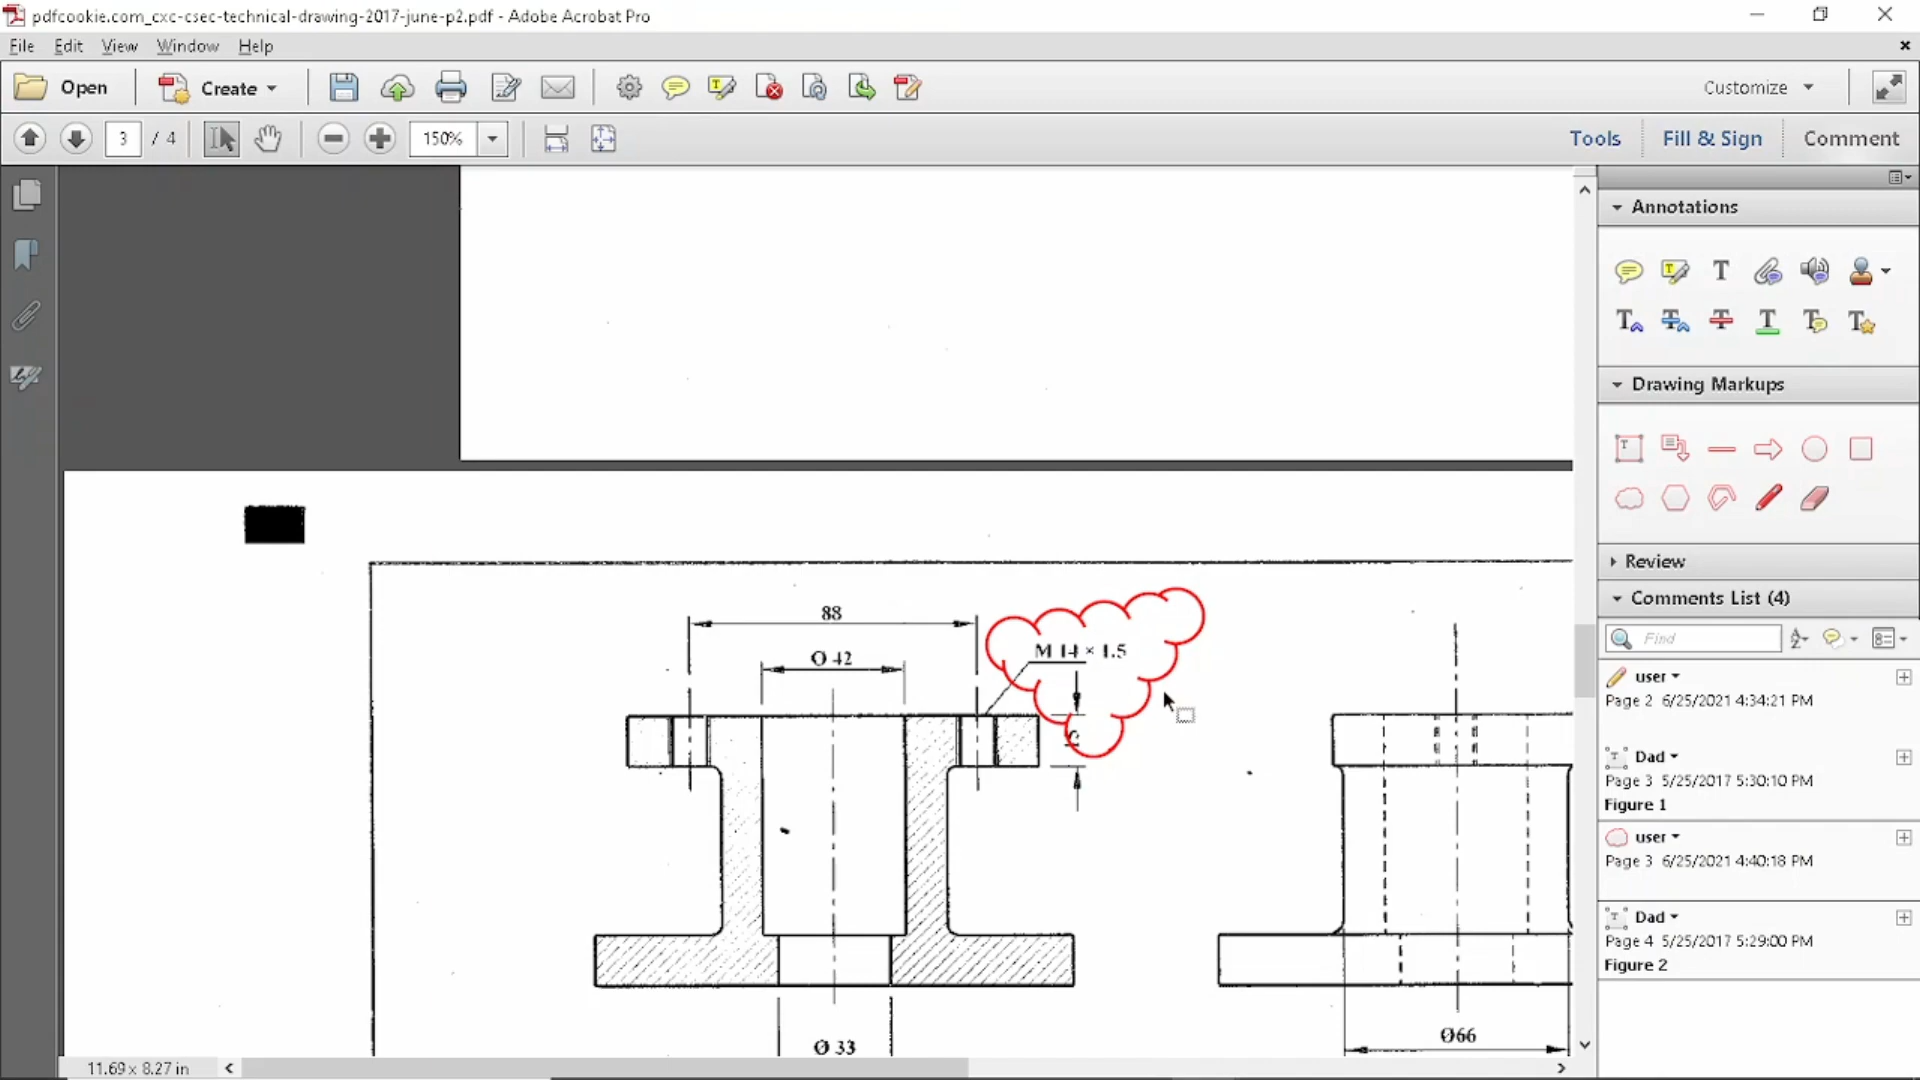 pdfcookie.com_cxc-csec-technical-drawing-2017-june-p2.pdf - Adobe Acrobat Pro
File Edit View Window Help
Open Create Customize
3 / 4 150% Tools Fill & Sign Comment
Annotations
Drawing Markups
Review
Comments List (4)
Find
user
Page 2 6/25/2021 4:34:21 PM
Dad
Page 3 5/25/2017 5:30:10 PM
Figure 1
user
Page 3 6/25/2021 4:40:18 PM
Dad
Page 4 5/25/2017 5:29:00 PM
Figure 2
88
M 14 × 1.5
O 42
Ø66
Ø 33
11.69 x 8.27 in